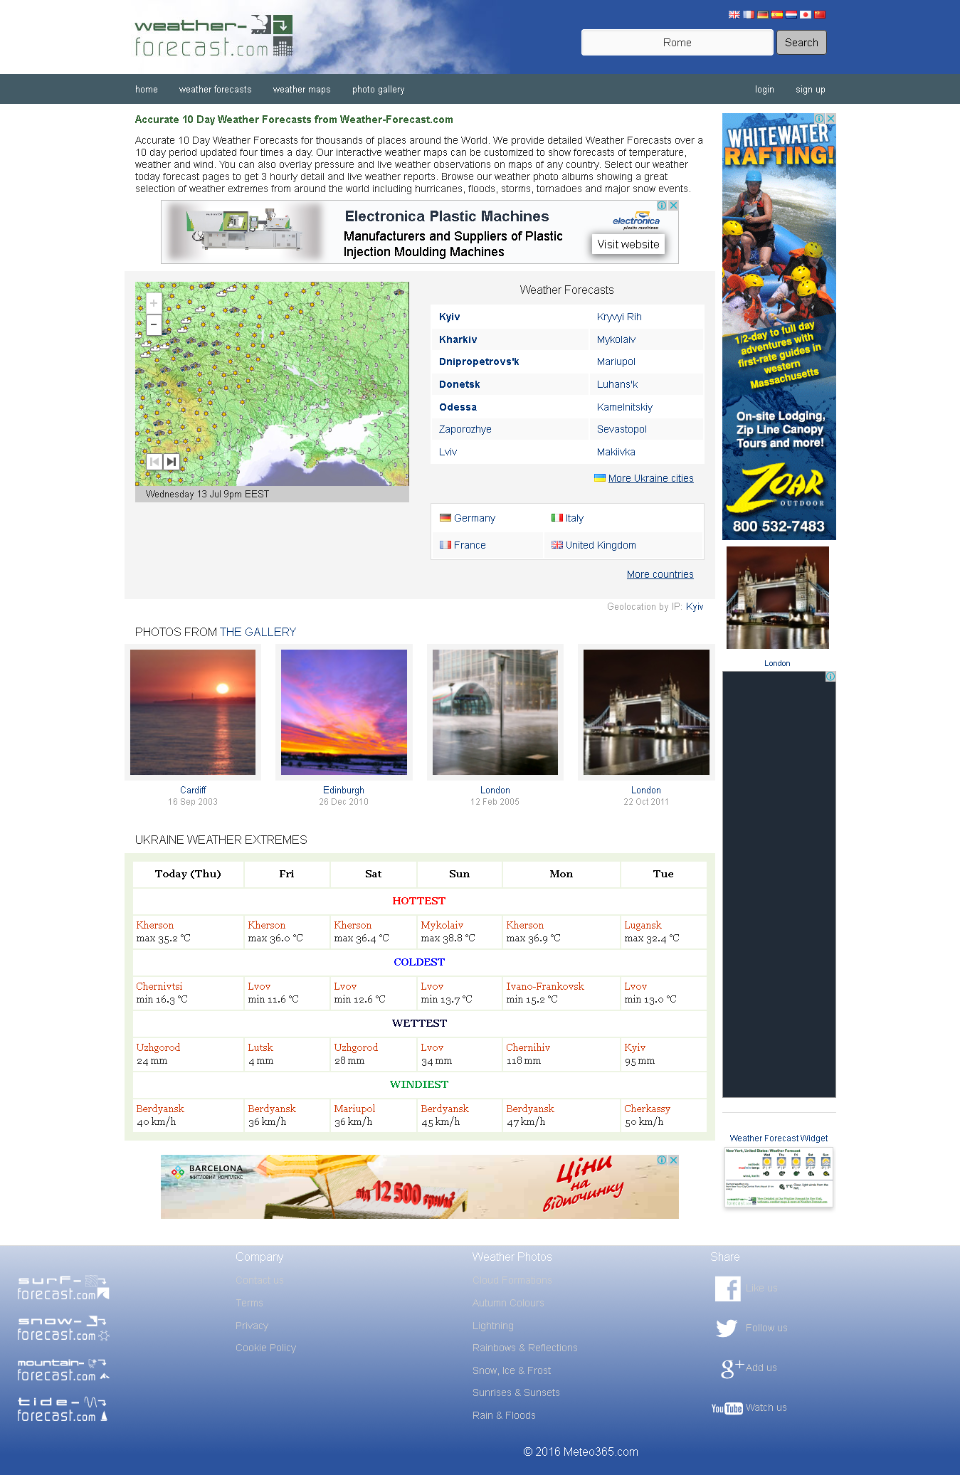 weather-
forecast.com
Rome
Search
home
weather forecasts
weather maps
photo gallery
login
sign up
Accurate 10 Day Weather Forecasts from Weather-Forecast.com
Accurate 10 Day Weather Forecasts for thousands of places around the World. We provide detailed Weather Forecasts over a
10 day period updated four times a day. Our interactive weather maps can be customized to show forecasts of temperature,
weather and wind. You can also overlay pressure and live weather observations on maps of any country. Select our weather
today forecast pages to get 3 hourly detail and live weather reports. Browse our weather photo albums showing a great
selection of weather extremes from around the world including hurricanes, floods, storms, tornadoes and major snow events.
Electronica Plastic Machines
Manufacturers and Suppliers of Plastic
Injection Moulding Machines
electronica
plastic machines
Visit website
+
−
Wednesday 13 Jul 9pm EEST
Weather Forecasts
Kyiv
Kryvyi Rih
Kharkiv
Mykolaiv
Dnipropetrovs'k
Mariupol
Donetsk
Luhans'k
Odessa
Kamelnitskiy
Zaporozhye
Sevastopol
Lviv
Makiivka
More Ukraine cities
Germany
Italy
France
United Kingdom
More countries
Geolocation by IP: Kyiv
WHITEWATER
RAFTING!
1/2-day to full day
adventures with
first-rate guides in
western
Massachusetts
On-site Lodging,
Zip Line Canopy
Tours and more!
ZOAR
OUTDOOR
800 532-7483
London
PHOTOS FROM THE GALLERY
Cardiff
16 Sep 2003
Edinburgh
26 Dec 2010
London
12 Feb 2005
London
22 Oct 2011
UKRAINE WEATHER EXTREMES
Today (Thu) Fri Sat Sun Mon Tue
HOTTEST
Kherson Kherson Kherson Mykolaiv Kherson Lugansk
max 35.2 °C max 36.0 °C max 36.4 °C max 38.8 °C max 36.9 °C max 32.4 °C
COLDEST
Chernivtsi Lvov Lvov Lvov Ivano-Frankovsk Lvov
min 16.3 °C min 11.6 °C min 12.6 °C min 13.7 °C min 15.2 °C min 13.0 °C
WETTEST
Uzhgorod Lutsk Uzhgorod Lvov Chernihiv Kyiv
24 mm 4 mm 28 mm 34 mm 118 mm 95 mm
WINDIEST
Berdyansk Berdyansk Mariupol Berdyansk Berdyansk Cherkassy
40 km/h 36 km/h 36 km/h 45 km/h 47 km/h 50 km/h
Weather Forecast Widget
New York, United States: Weather Forecast
BARCELONA
ЖИТЛОВИЙ КОМПЛЕКС
від 12 500 грн/м²
Ціни
на
відпочинку
surf-
forecast.com
snow-
forecast.com
mountain-
forecast.com
tide-
forecast.com
Company
Contact us
Terms
Privacy
Cookie Policy
Weather Photos
Cloud Formations
Autumn Colours
Lightning
Rainbows & Reflections
Snow, Ice & Frost
Sunrises & Sunsets
Rain & Floods
Share
Like us
Follow us
Add us
You Tube Watch us
© 2016 Meteo365.com